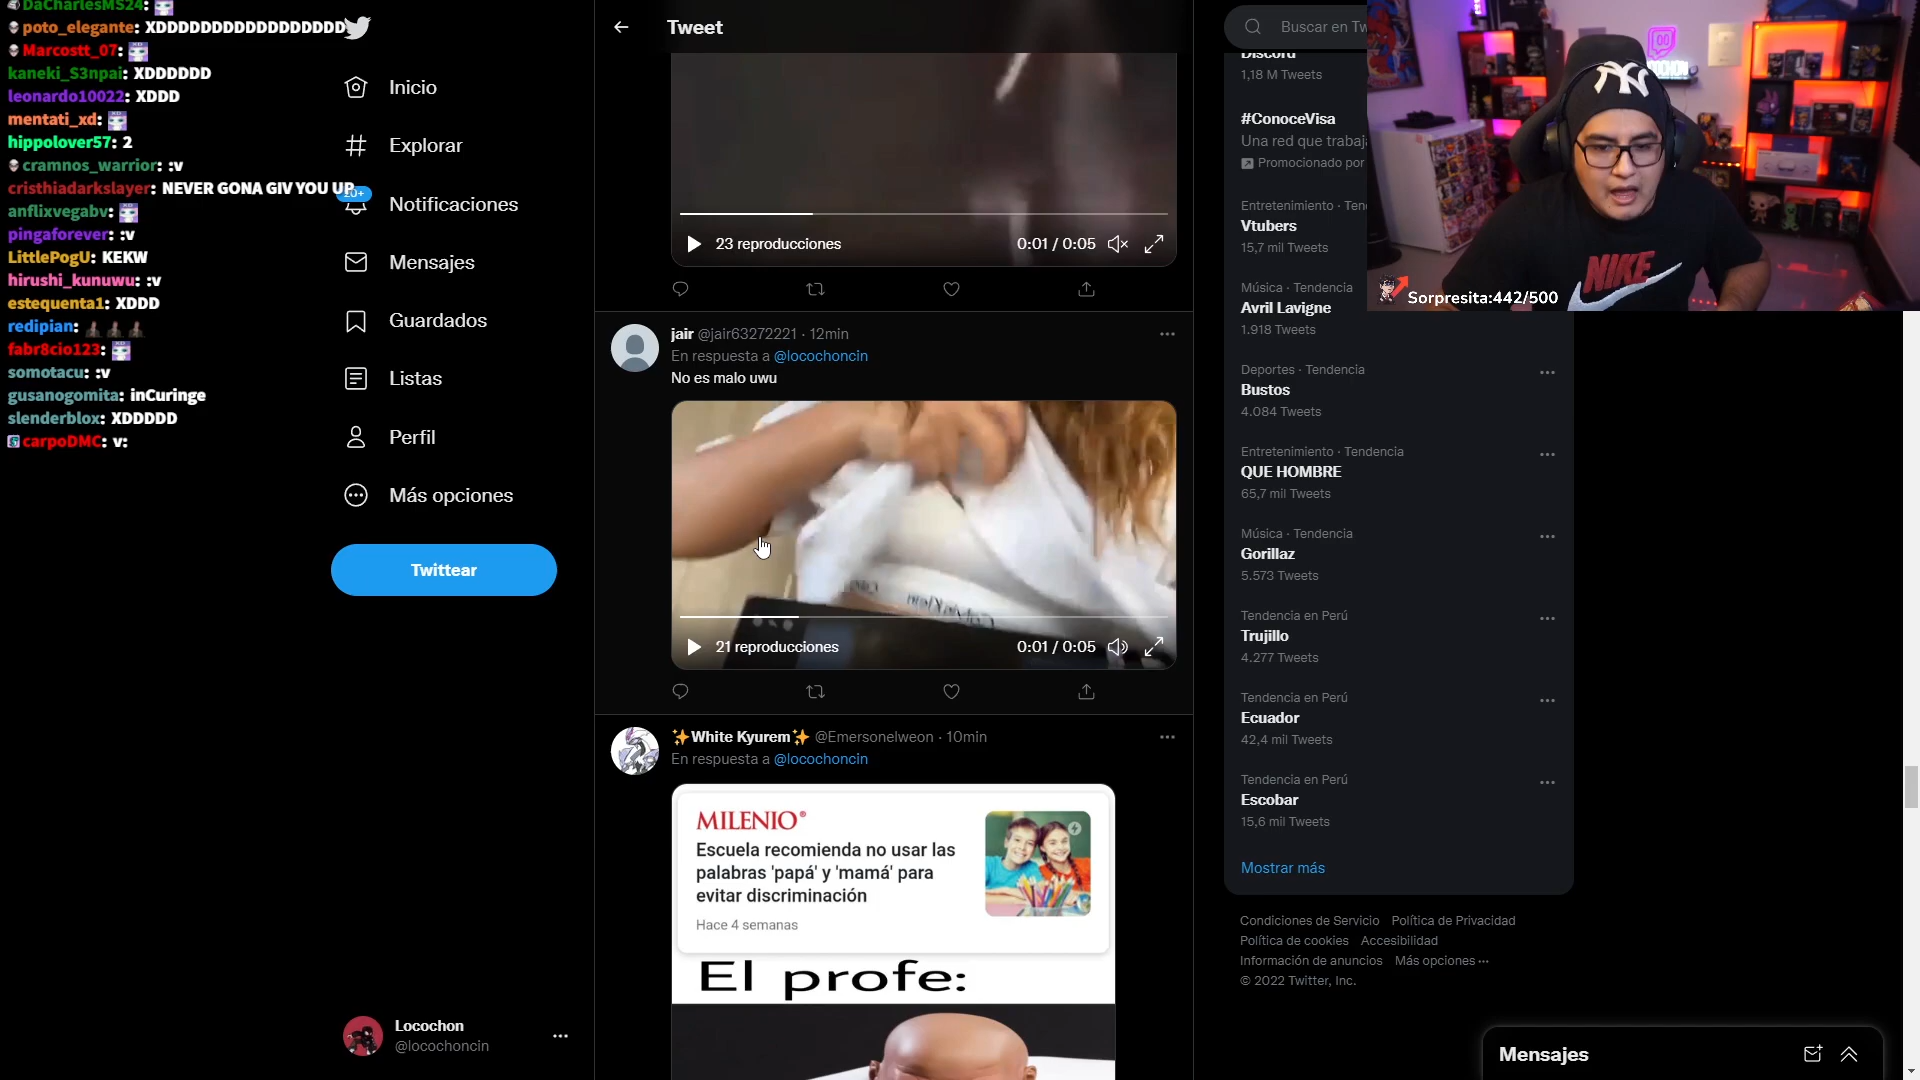 DaCharlesMS24:
poto_elegante: XDDDDDDDDDDDDDDDDDD
Marcostt_07:
kaneki_S3npai: XDDDDDD
leonardo10022: XDDD
mentati_xd:
hippolover57: 2
cramnos_warrior: :v
cristhiadarkslayer: NEVER GONA GIV YOU UP
anflixvegabv:
pingaforever: :v
LittlePogU: KEKW
hirushi_kunuwu: :v
estequenta1: XDDD
redipian:
fabr8cio123:
somotacu: :v
gusanogomita: inCuringe
slenderblox: XDDDDD
carpoDMC: v:
Inicio
Explorar
20+
Notificaciones
Mensajes
Guardados
Listas
Perfil
Más opciones
Twittear
Locochon
@locochoncin
Tweet
23 reproducciones
0:01 / 0:05
jair @jair63272221 · 12min
En respuesta a @locochoncin
No es malo uwu
21 reproducciones
0:01 / 0:05
✨White Kyurem✨ @Emersonelweon · 10min
En respuesta a @locochoncin
MILENIO
Escuela recomienda no usar las
palabras 'papá' y 'mamá' para
evitar discriminación
Hace 4 semanas
El profe:
Buscar en Tw
Discord
1,18 M Tweets
#ConoceVisa
Una red que trabaj
Promocionado por
Entretenimiento · Ten
Vtubers
15,7 mil Tweets
Música · Tendencia
Avril Lavigne
1.918 Tweets
Deportes · Tendencia
Bustos
4.084 Tweets
Entretenimiento · Tendencia
QUE HOMBRE
65,7 mil Tweets
Música · Tendencia
Gorillaz
5.573 Tweets
Tendencia en Perú
Trujillo
4.277 Tweets
Tendencia en Perú
Ecuador
42,4 mil Tweets
Tendencia en Perú
Escobar
15,6 mil Tweets
Mostrar más
Condiciones de Servicio Política de Privacidad
Política de cookies Accesibilidad
Información de anuncios Más opciones ···
© 2022 Twitter, Inc.
Mensajes
NY
NIKE
Sorpresita:442/500